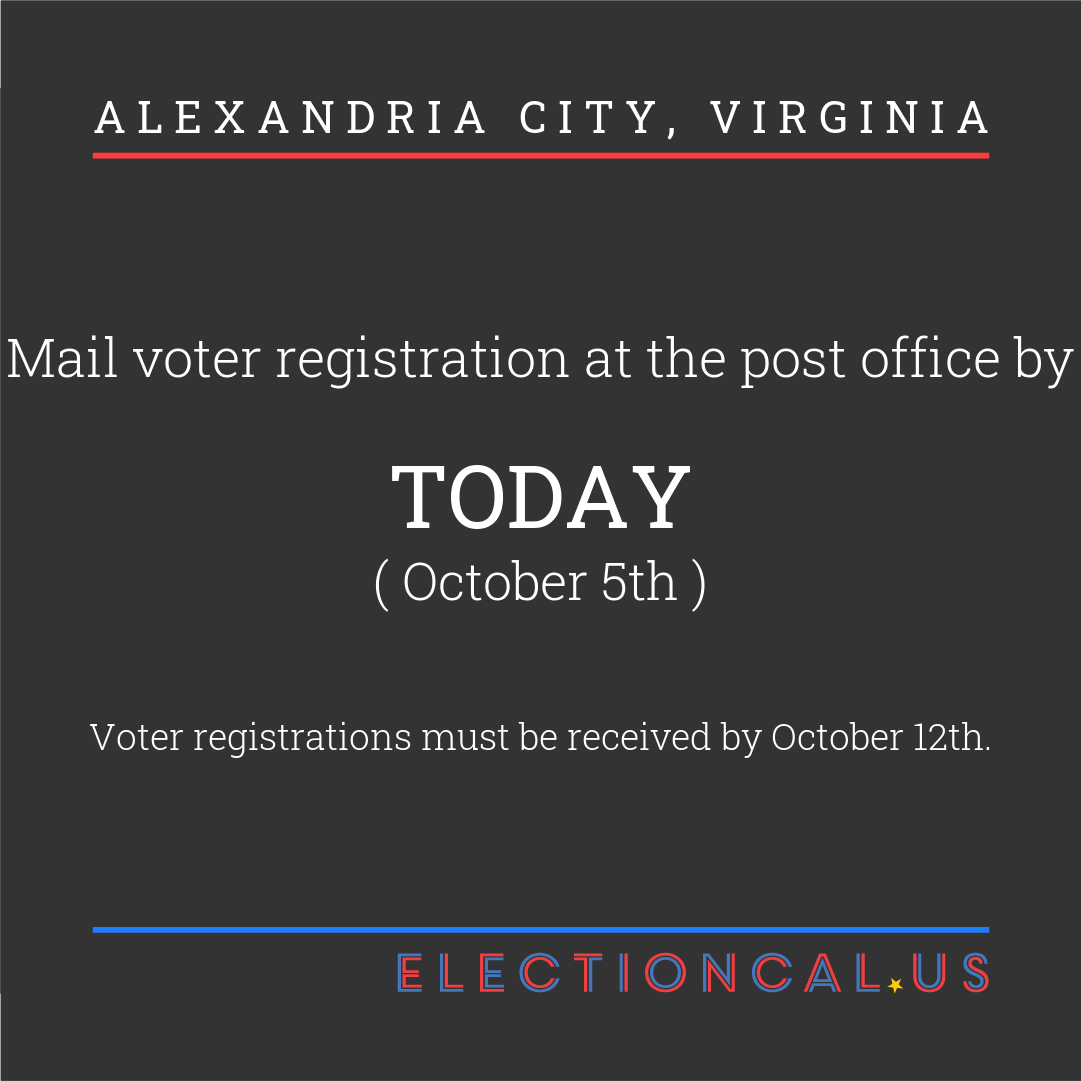 ALEXANDRIA CITY, VIRGINIA
Mail voter registration at the post office by
TODAY
( October 5th )
Voter registrations must be received by October 12th.
ELECTIONCAL.US